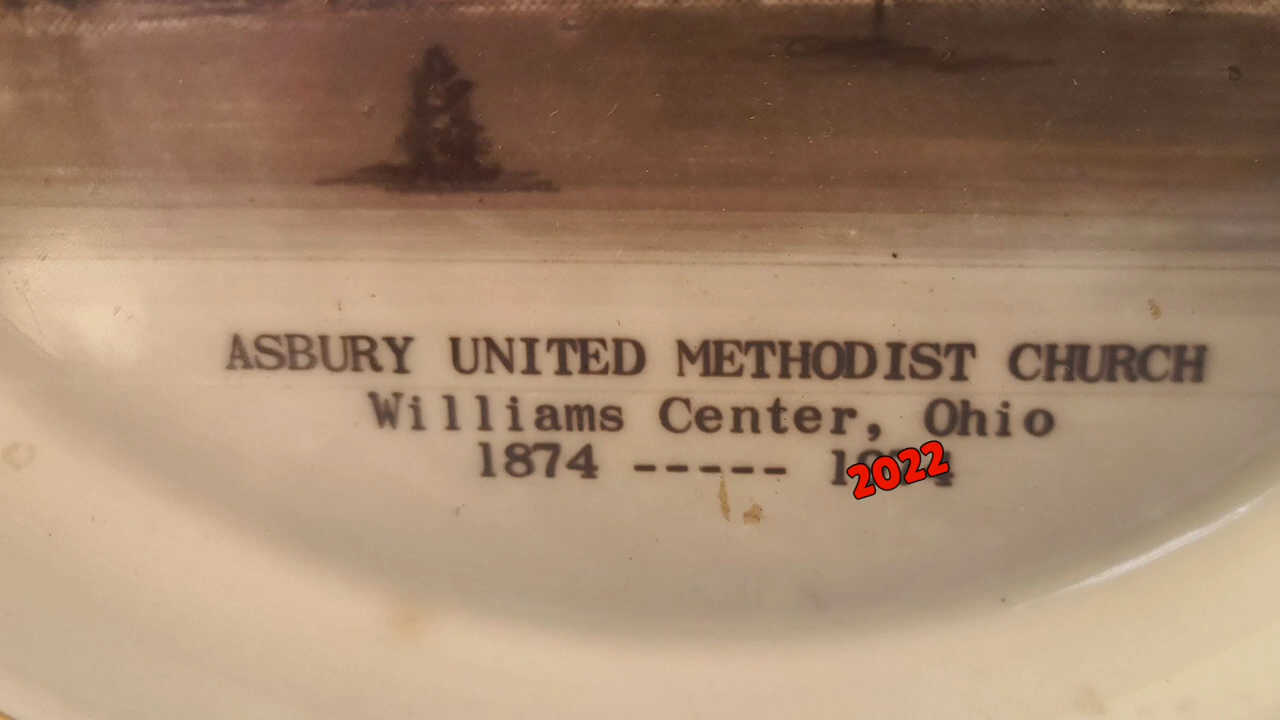 ASBURY UNITED METHODIST CHURCH
Williams Center, Ohio
1874 ----- 2022